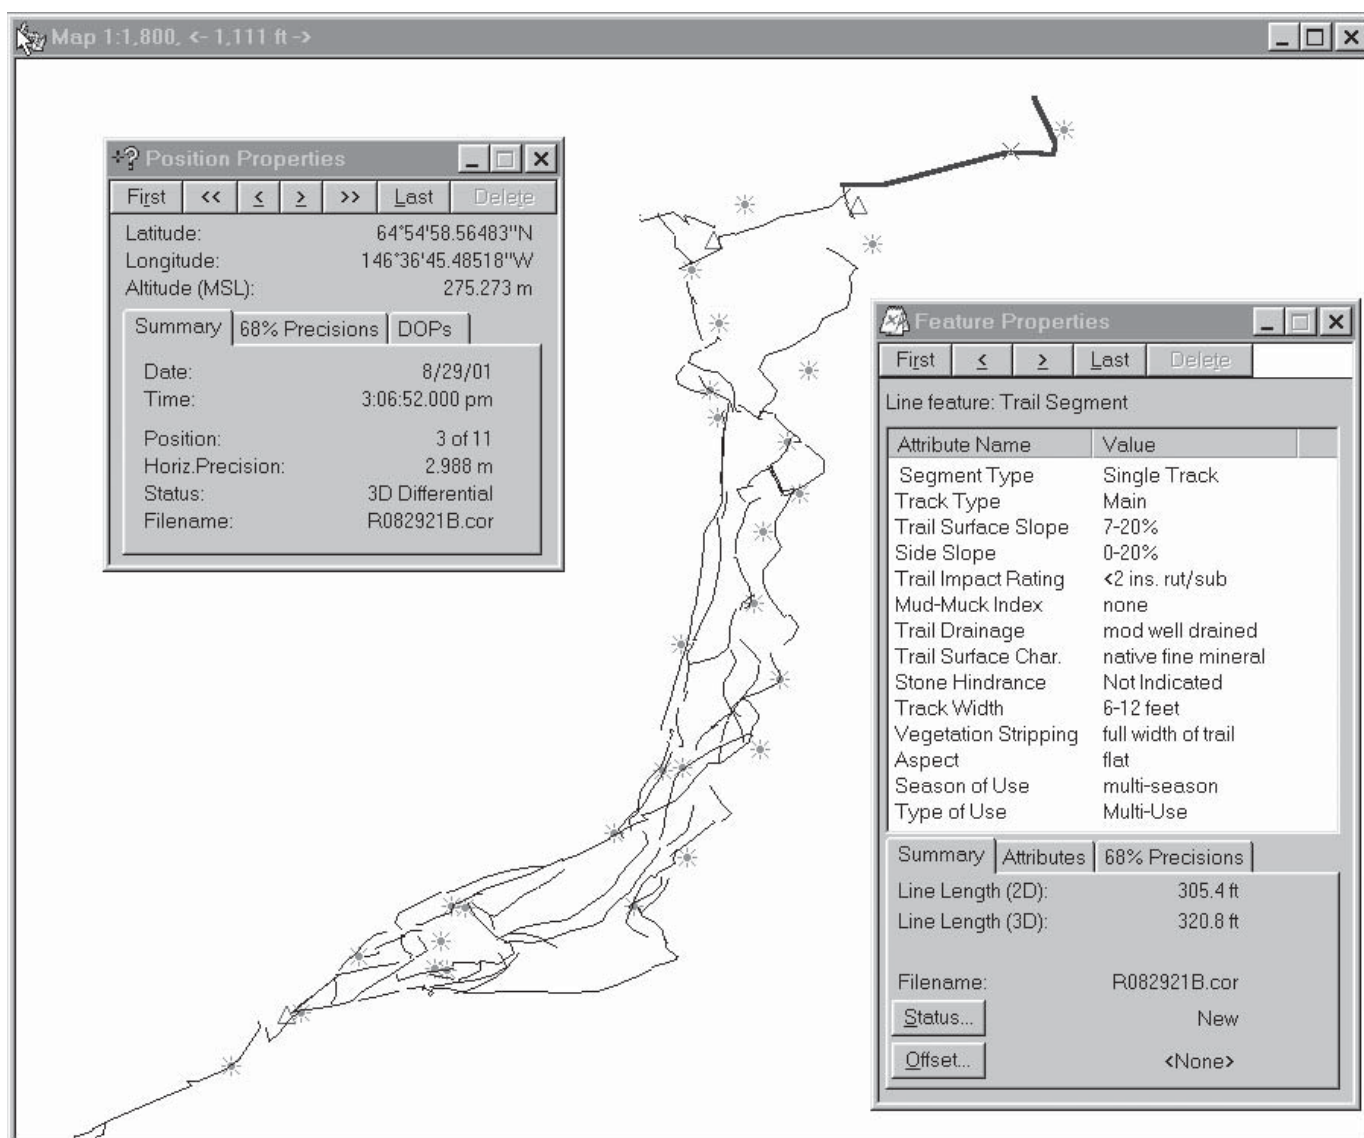 Map 1:1,800, <- 1,111 ft ->
Position Properties
First << < > >> Last Delete
Latitude: 64°54'58.56483"N
Longitude: 146°36'45.48518"W
Altitude (MSL): 275.273 m
Summary 68% Precisions DOPs
Date: 8/29/01
Time: 3:06:52.000 pm
Position: 3 of 11
Horiz.Precision: 2.988 m
Status: 3D Differential
Filename: R082921B.cor
Feature Properties
First < > Last Delete
Line feature: Trail Segment
Attribute Name Value
Segment Type Single Track
Track Type Main
Trail Surface Slope 7-20%
Side Slope 0-20%
Trail Impact Rating <2 ins. rut/sub
Mud-Muck Index none
Trail Drainage mod well drained
Trail Surface Char. native fine mineral
Stone Hindrance Not Indicated
Track Width 6-12 feet
Vegetation Stripping full width of trail
Aspect flat
Season of Use multi-season
Type of Use Multi-Use
Summary Attributes 68% Precisions
Line Length (2D): 305.4 ft
Line Length (3D): 320.8 ft
Filename: R082921B.cor
Status... New
Offset... <None>